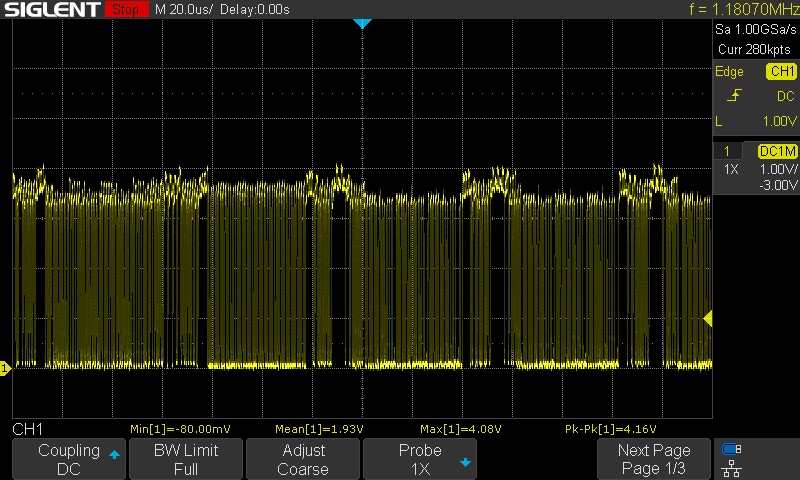 SIGLENT Stop M 20.0us/ Delay:0.00s f = 1.18070MHz
Sa 1.00GSa/s
Curr 280kpts
Edge CH1
DC
L 1.00V
1 DC1M
1X 1.00V/
-3.00V
1
CH1 Min[1]=-80.00mV Mean[1]=1.93V Max[1]=4.08V Pk-Pk[1]=4.16V
Coupling BW Limit Adjust Probe Next Page
DC Full Coarse 1X Page 1/3